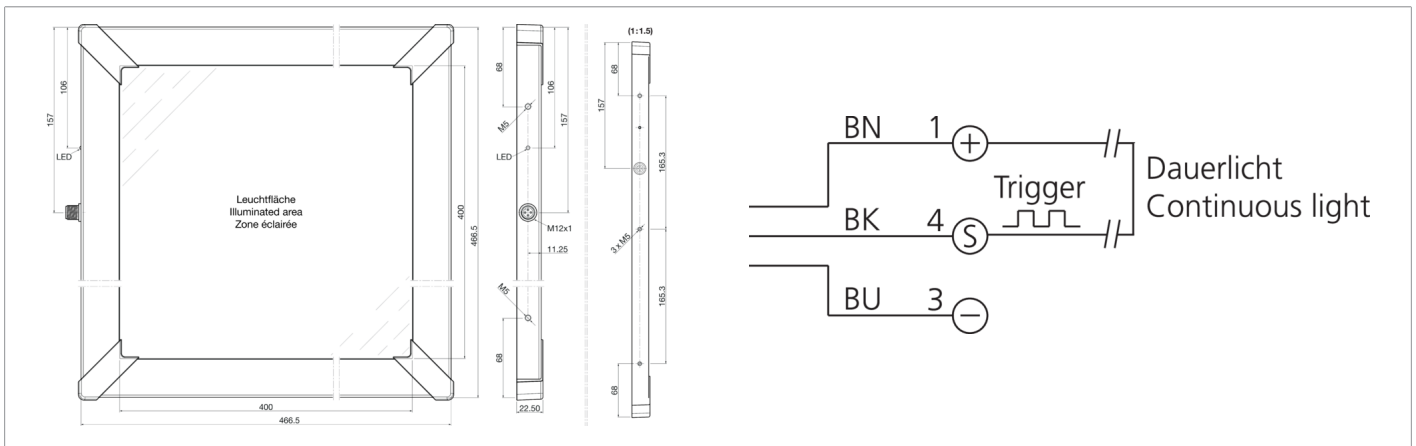 106
157
LED
Leuchtfläche
Illuminated area
Zone éclairée
400
466.5
400
466.5
68
M5
LED
106
157
M12x1
11.25
M5
68
22.50
(1:1.5)
68
157
165.3
3 x M5
165.3
68
BN 1 +
Trigger
BK 4 S
BU 3 −
Dauerlicht
Continuous light